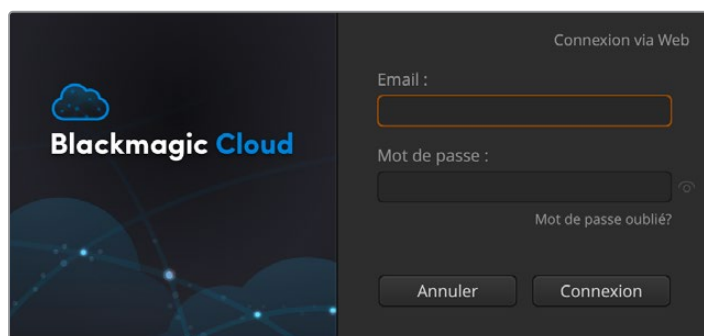 Connexion via Web
Blackmagic Cloud
Email :
Mot de passe :
Mot de passe oublié?
Annuler
Connexion